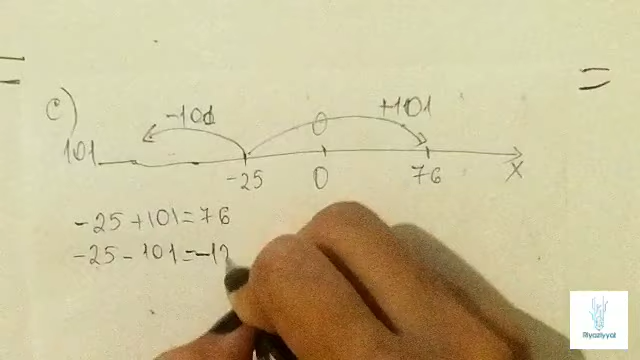 c)
-101 0 +101
101 -25 0 76 X
-25+101=76
-25-101=-12
Riyaziyyat